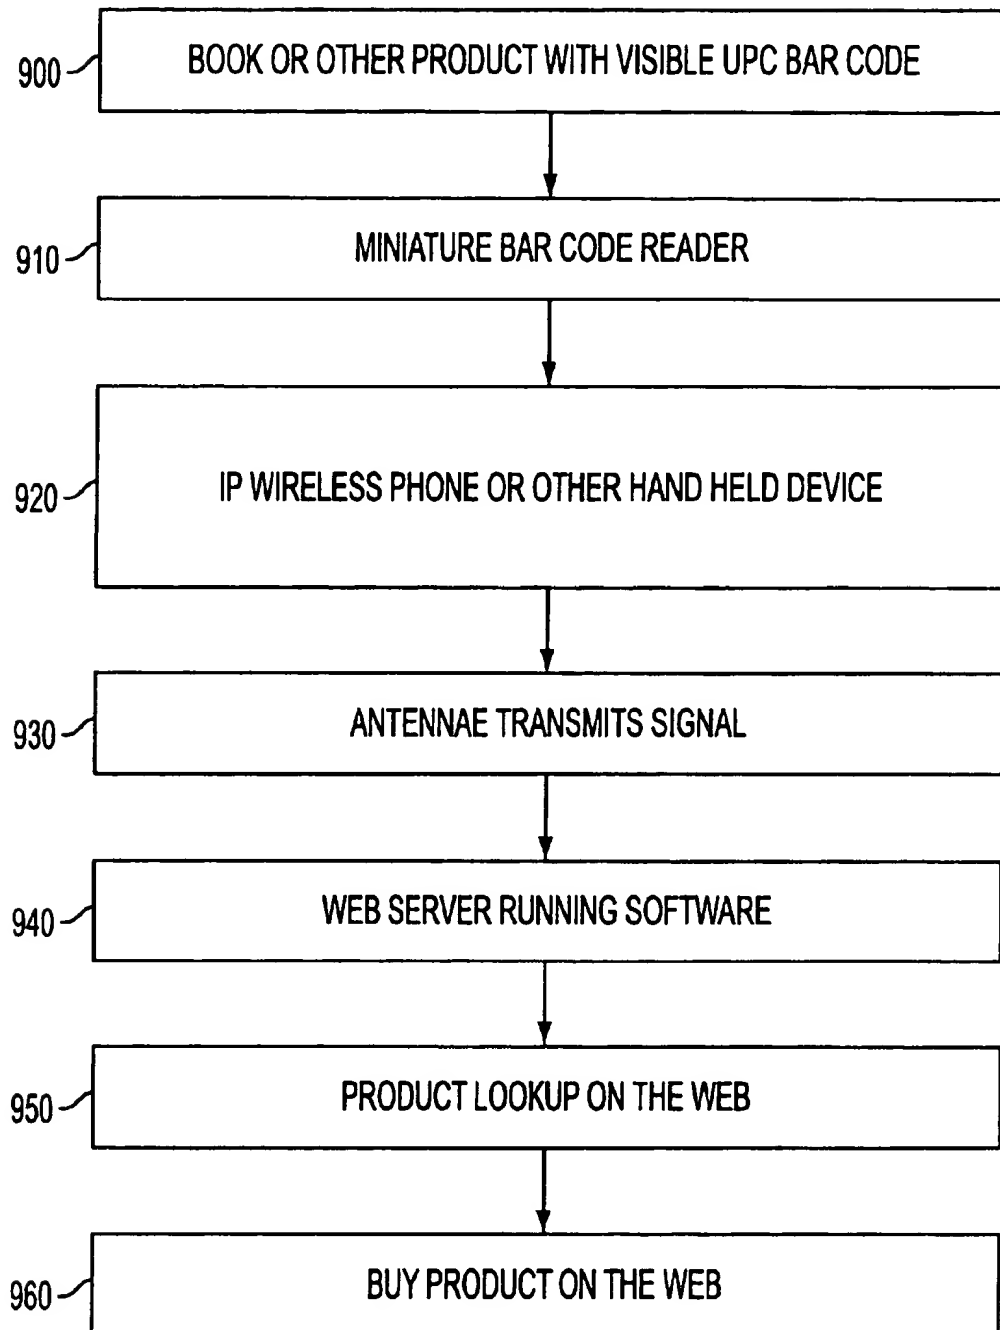 900 BOOK OR OTHER PRODUCT WITH VISIBLE UPC BAR CODE
910 MINIATURE BAR CODE READER
920 IP WIRELESS PHONE OR OTHER HAND HELD DEVICE
930 ANTENNAE TRANSMITS SIGNAL
940 WEB SERVER RUNNING SOFTWARE
950 PRODUCT LOOKUP ON THE WEB
960 BUY PRODUCT ON THE WEB